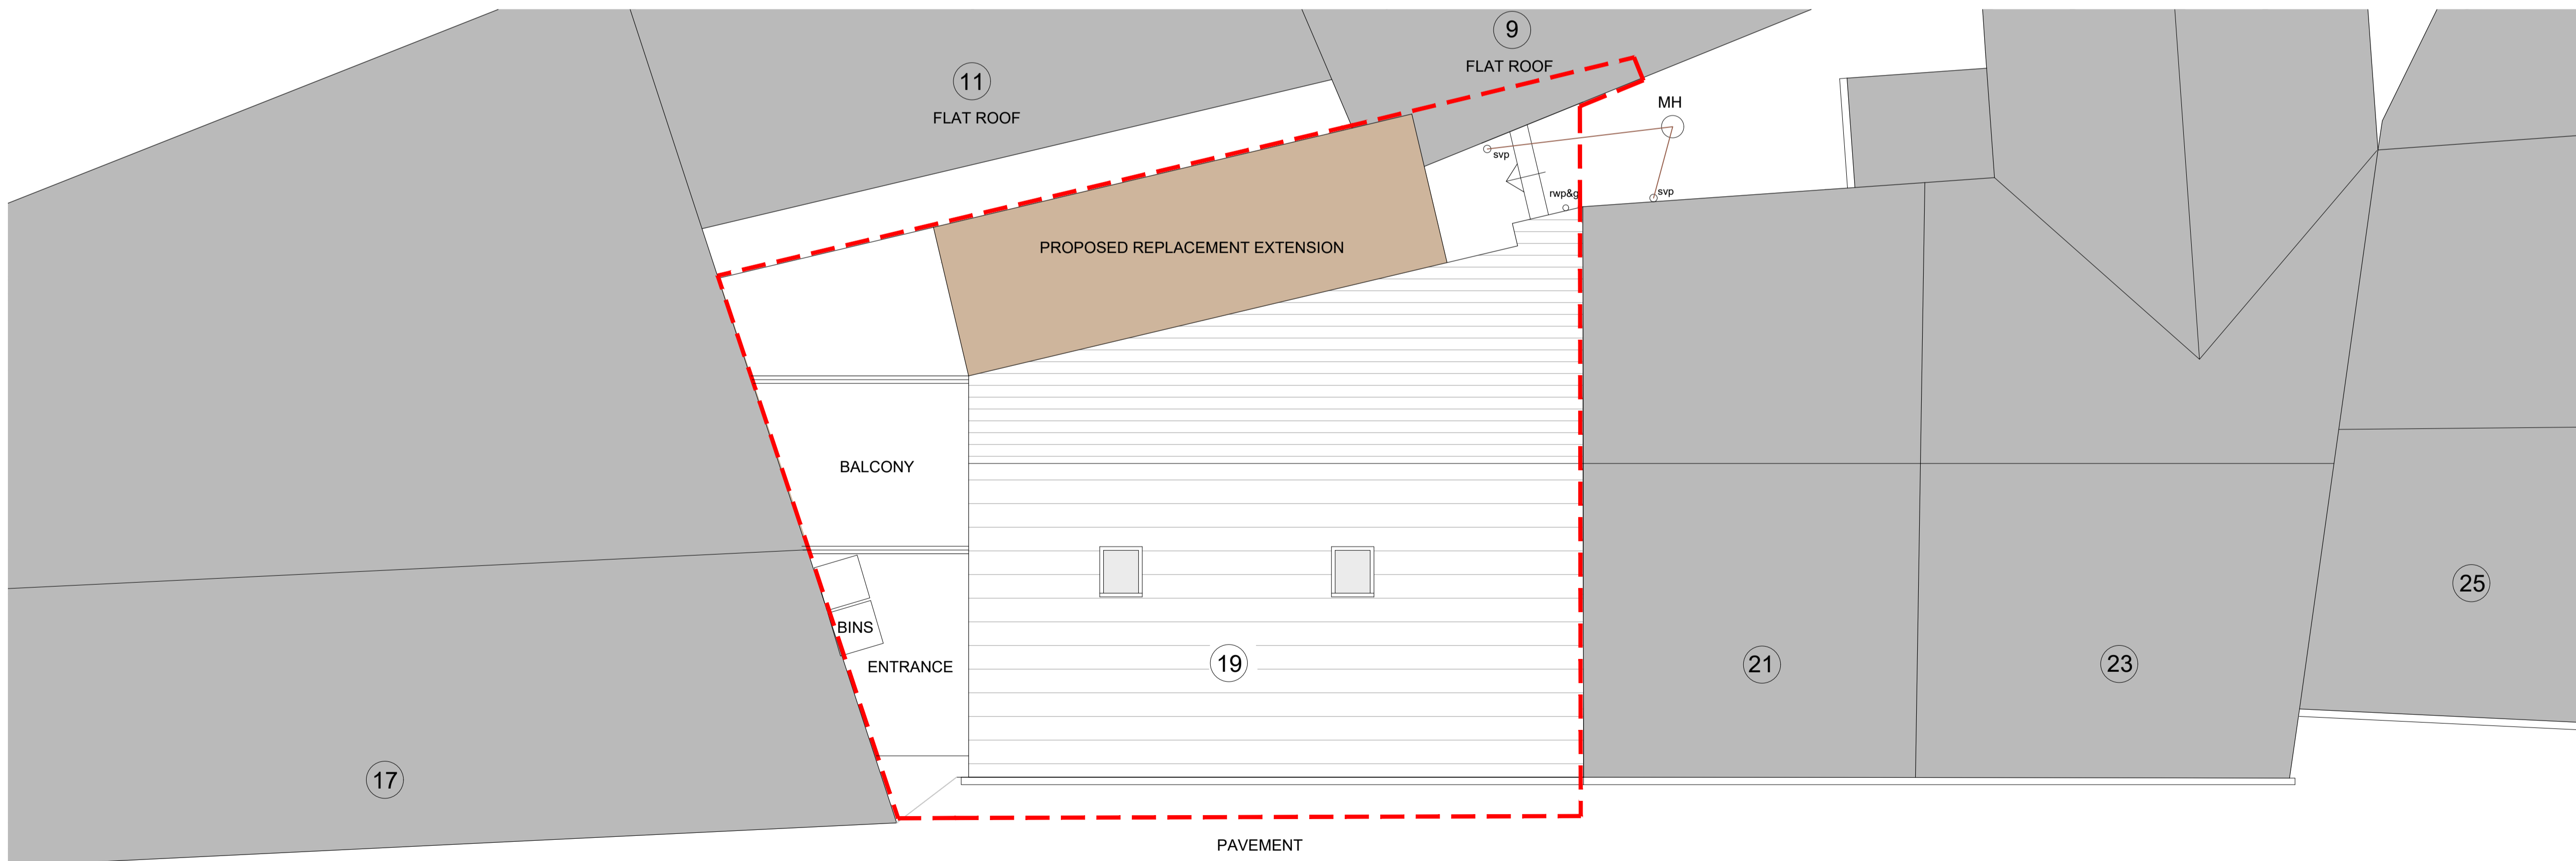 9
FLAT ROOF
11
FLAT ROOF
MH
svp
rwp&g
svp
PROPOSED REPLACEMENT EXTENSION
BALCONY
BINS
ENTRANCE
19
21
23
25
17
PAVEMENT